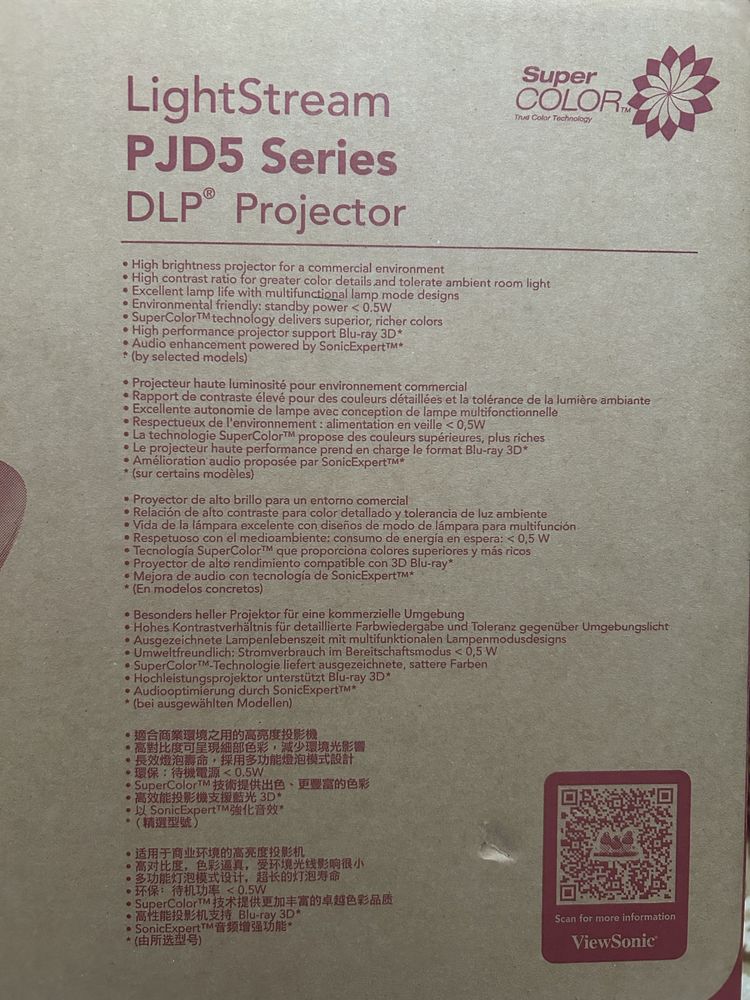 LightStream
PJD5 Series
DLP® Projector
Super
COLOR™
True Color Technology
• High brightness projector for a commercial environment
• High contrast ratio for greater color details and tolerate ambient room light
• Excellent lamp life with multifunctional lamp mode designs
• Environmental friendly: standby power < 0.5W
• SuperColor™ technology delivers superior, richer colors
• High performance projector support Blu-ray 3D*
• Audio enhancement powered by SonicExpert™*
* (by selected models)
• Projecteur haute luminosité pour environnement commercial
• Rapport de contraste élevé pour des couleurs détaillées et la tolérance de la lumière ambiante
• Excellente autonomie de lampe avec conception de lampe multifonctionnelle
• Respectueux de l'environnement : alimentation en veille < 0,5W
• La technologie SuperColor™ propose des couleurs supérieures, plus riches
• Le projecteur haute performance prend en charge le format Blu-ray 3D*
• Amélioration audio proposée par SonicExpert™*
* (sur certains modèles)
• Proyector de alto brillo para un entorno comercial
• Relación de alto contraste para color detallado y tolerancia de luz ambiente
• Vida de la lámpara excelente con diseños de modo de lámpara para multifunción
• Respetuoso con el medioambiente: consumo de energía en espera: < 0,5 W
• Tecnología SuperColor™ que proporciona colores superiores y más ricos
• Proyector de alto rendimiento compatible con 3D Blu-ray*
• Mejora de audio con tecnología de SonicExpert™*
* (En modelos concretos)
• Besonders heller Projektor für eine kommerzielle Umgebung
• Hohes Kontrastverhältnis für detaillierte Farbwiedergabe und Toleranz gegenüber Umgebungslicht
• Ausgezeichnete Lampenlebenszeit mit multifunktionalen Lampenmodusdesigns
• Umweltfreundlich: Stromverbrauch im Bereitschaftsmodus < 0,5 W
• SuperColor™-Technologie liefert ausgezeichnete, sattere Farben
• Hochleistungsprojektor unterstützt Blu-ray 3D*
• Audiooptimierung durch SonicExpert™*
* (bei ausgewählten Modellen)
• 適合商業環境之用的高亮度投影機
• 高對比度可呈現細部色彩，減少環境光影響
• 長效燈泡壽命，採用多功能燈泡模式設計
• 環保：待機電源 < 0.5W
• SuperColor™ 技術提供出色、更豐富的色彩
• 高效能投影機支援藍光 3D*
• 以 SonicExpert™強化音效*
* （精選型號）
• 适用于商业环境的高亮度投影机
• 高对比度，色彩逼真，受环境光线影响很小
• 多功能灯泡模式设计，超长的灯泡寿命
• 环保：待机功率 < 0.5W
• SuperColor™ 技术提供更加丰富的卓越色彩品质
• 高性能投影机支持 Blu-ray 3D*
• SonicExpert™音频增强功能*
* (由所选型号)
Scan for more information
ViewSonic®